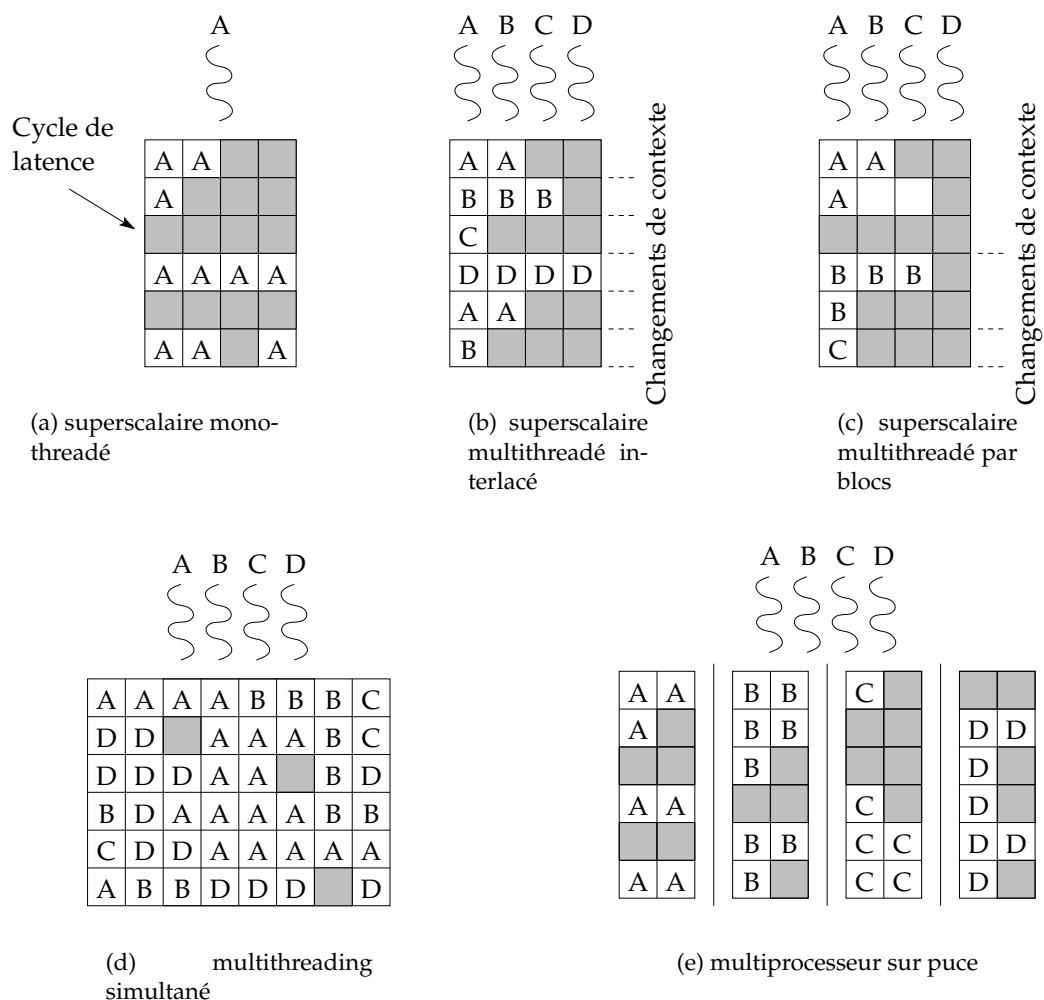 A
A B C D
A B C D
Cycle de
latence
A A
A
A A A A
A A A
A A
B B B
C
D D D D
A A
B
Changements de contexte
A A
A
B B B
B
C
Changements de contexte
(a) superscalaire mono-
threadé
(b) superscalaire
multithreadé in-
terlacé
(c) superscalaire
multithreadé par
blocs
A B C D
A A A A B B B C
D D A A A B C
D D D A A B D
B D A A A A B B
C D D A A A A A
A B B D D D D
(d) multithreading
simultané
A B C D
A A
A
A A
A A
B B
B B
B
B B
B
C
C
C C
C C
D D
D
D
D D
D
(e) multiprocesseur sur puce